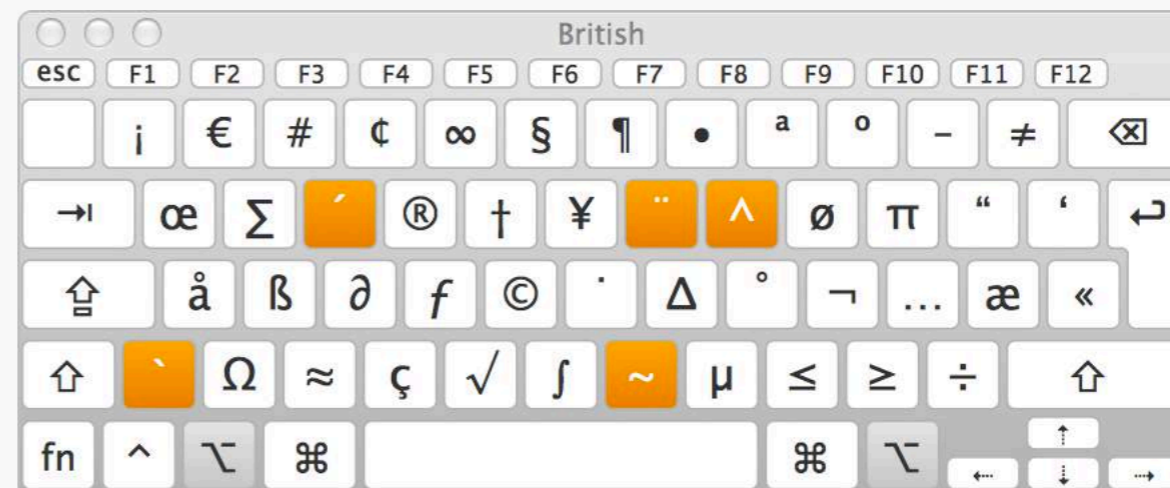 British
esc F1 F2 F3 F4 F5 F6 F7 F8 F9 F10 F11 F12
¡ € # ¢ ∞ § ¶ • ª º – ≠ ⌫
⇥ œ ∑ ´ ® † ¥ ¨ ^ ø π “ ‘ ↩
⇪ å ß ∂ ƒ © ˙ ∆ ˚ ¬ … æ «
⇧ ` Ω ≈ ç √ ∫ ~ µ ≤ ≥ ÷ ⇧
fn ^ ⌥ ⌘ ⌘ ⌥ ⇠ ⇡ ⇣ ⇢